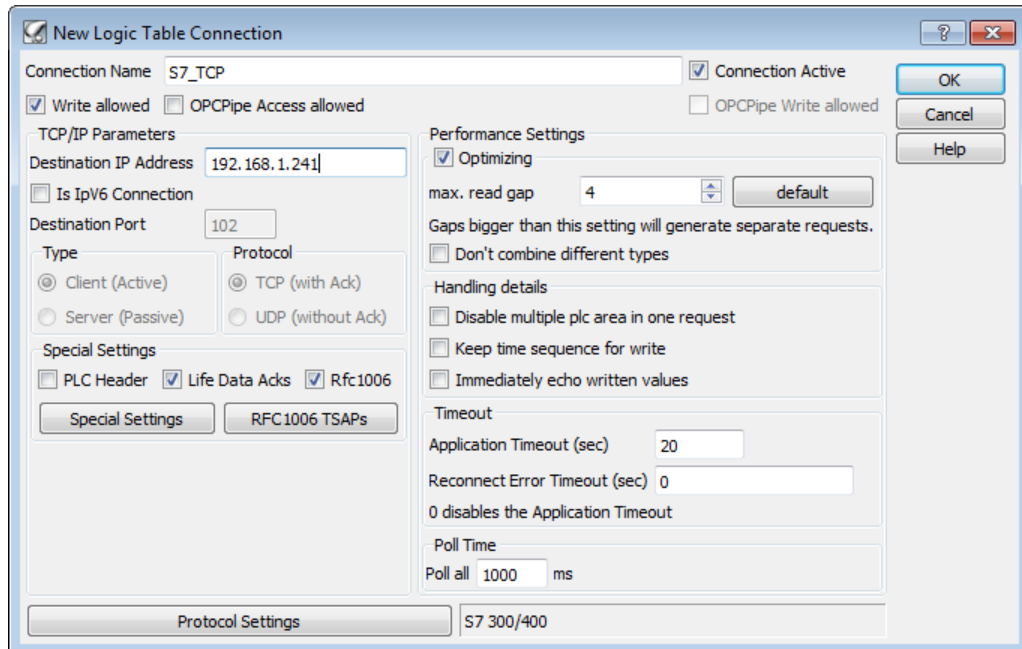 New Logic Table Connection
Connection Name S7_TCP
Connection Active
OK
Write allowed OPCPipe Access allowed
OPCPipe Write allowed
Cancel
Help
TCP/IP Parameters
Destination IP Address 192.168.1.241
Is IpV6 Connection
Destination Port 102
Type
Client (Active)
Server (Passive)
Protocol
TCP (with Ack)
UDP (without Ack)
Special Settings
PLC Header Life Data Acks Rfc1006
Special Settings RFC1006 TSAPs
Performance Settings
Optimizing
max. read gap 4 default
Gaps bigger than this setting will generate separate requests.
Don't combine different types
Handling details
Disable multiple plc area in one request
Keep time sequence for write
Immediately echo written values
Timeout
Application Timeout (sec) 20
Reconnect Error Timeout (sec) 0
0 disables the Application Timeout
Poll Time
Poll all 1000 ms
Protocol Settings S7 300/400